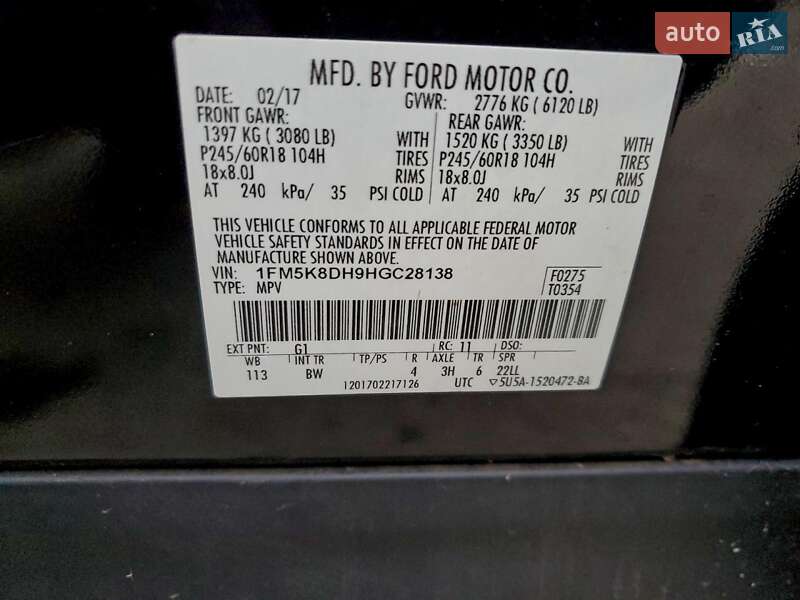 auto RIA
MFD. BY FORD MOTOR CO.
DATE: 02/17 GVWR: 2776 KG ( 6120 LB)
FRONT GAWR: REAR GAWR:
1397 KG ( 3080 LB) WITH 1520 KG ( 3350 LB) WITH
P245/60R18 104H TIRES P245/60R18 104H TIRES
18x8.0J RIMS 18x8.0J RIMS
AT 240 kPa/ 35 PSI COLD AT 240 kPa/ 35 PSI COLD
THIS VEHICLE CONFORMS TO ALL APPLICABLE FEDERAL MOTOR
VEHICLE SAFETY STANDARDS IN EFFECT ON THE DATE OF
MANUFACTURE SHOWN ABOVE.
VIN: 1FM5K8DH9HGC28138 F0275
TYPE: MPV T0354
EXT PNT: G1 RC: 11 DSO:
WB INT TR TP/PS R AXLE TR SPR
113 BW 4 3H 6 22LL
1201702217126 UTC ▽5U5A-1520472-BA